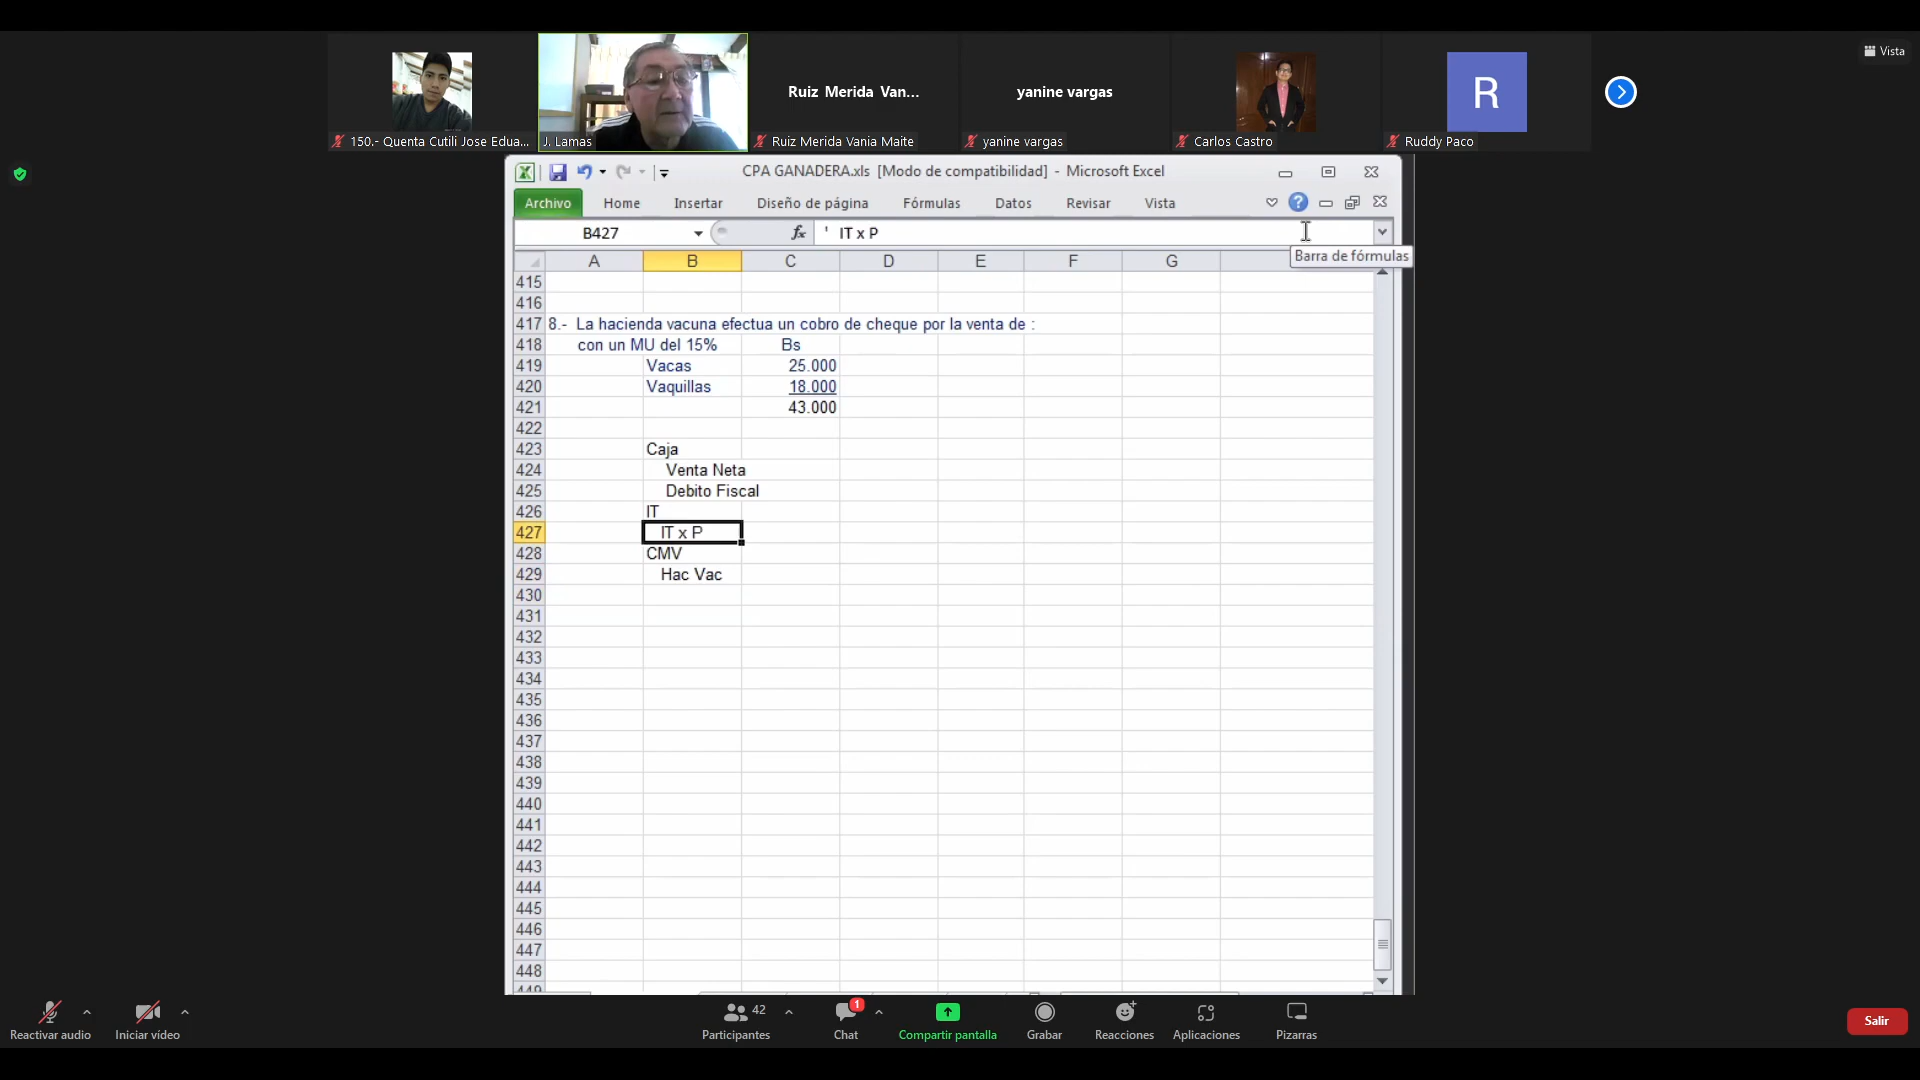 Vista
Ruiz Merida Van...
yanine vargas
R
150.- Quenta Cutili Jose Edua...
J. Lamas
Ruiz Merida Vania Maite
yanine vargas
Carlos Castro
Ruddy Paco
CPA GANADERA.xls [Modo de compatibilidad] - Microsoft Excel
Archivo Home Insertar Diseño de página Fórmulas Datos Revisar Vista
B427 fx ' IT x P
Barra de fórmulas
A B C D E F G
415
416
417 8.- La hacienda vacuna efectua un cobro de cheque por la venta de :
418 con un MU del 15% Bs
419 Vacas 25.000
420 Vaquillas 18.000
421 43.000
422
423 Caja
424 Venta Neta
425 Debito Fiscal
426 IT
427 IT x P
428 CMV
429 Hac Vac
430
431
432
433
434
435
436
437
438
439
440
441
442
443
444
445
446
447
448
449
42
1
Reactivar audio
Iniciar vídeo
Participantes
Chat
Compartir pantalla
Grabar
Reacciones
Aplicaciones
Pizarras
Salir